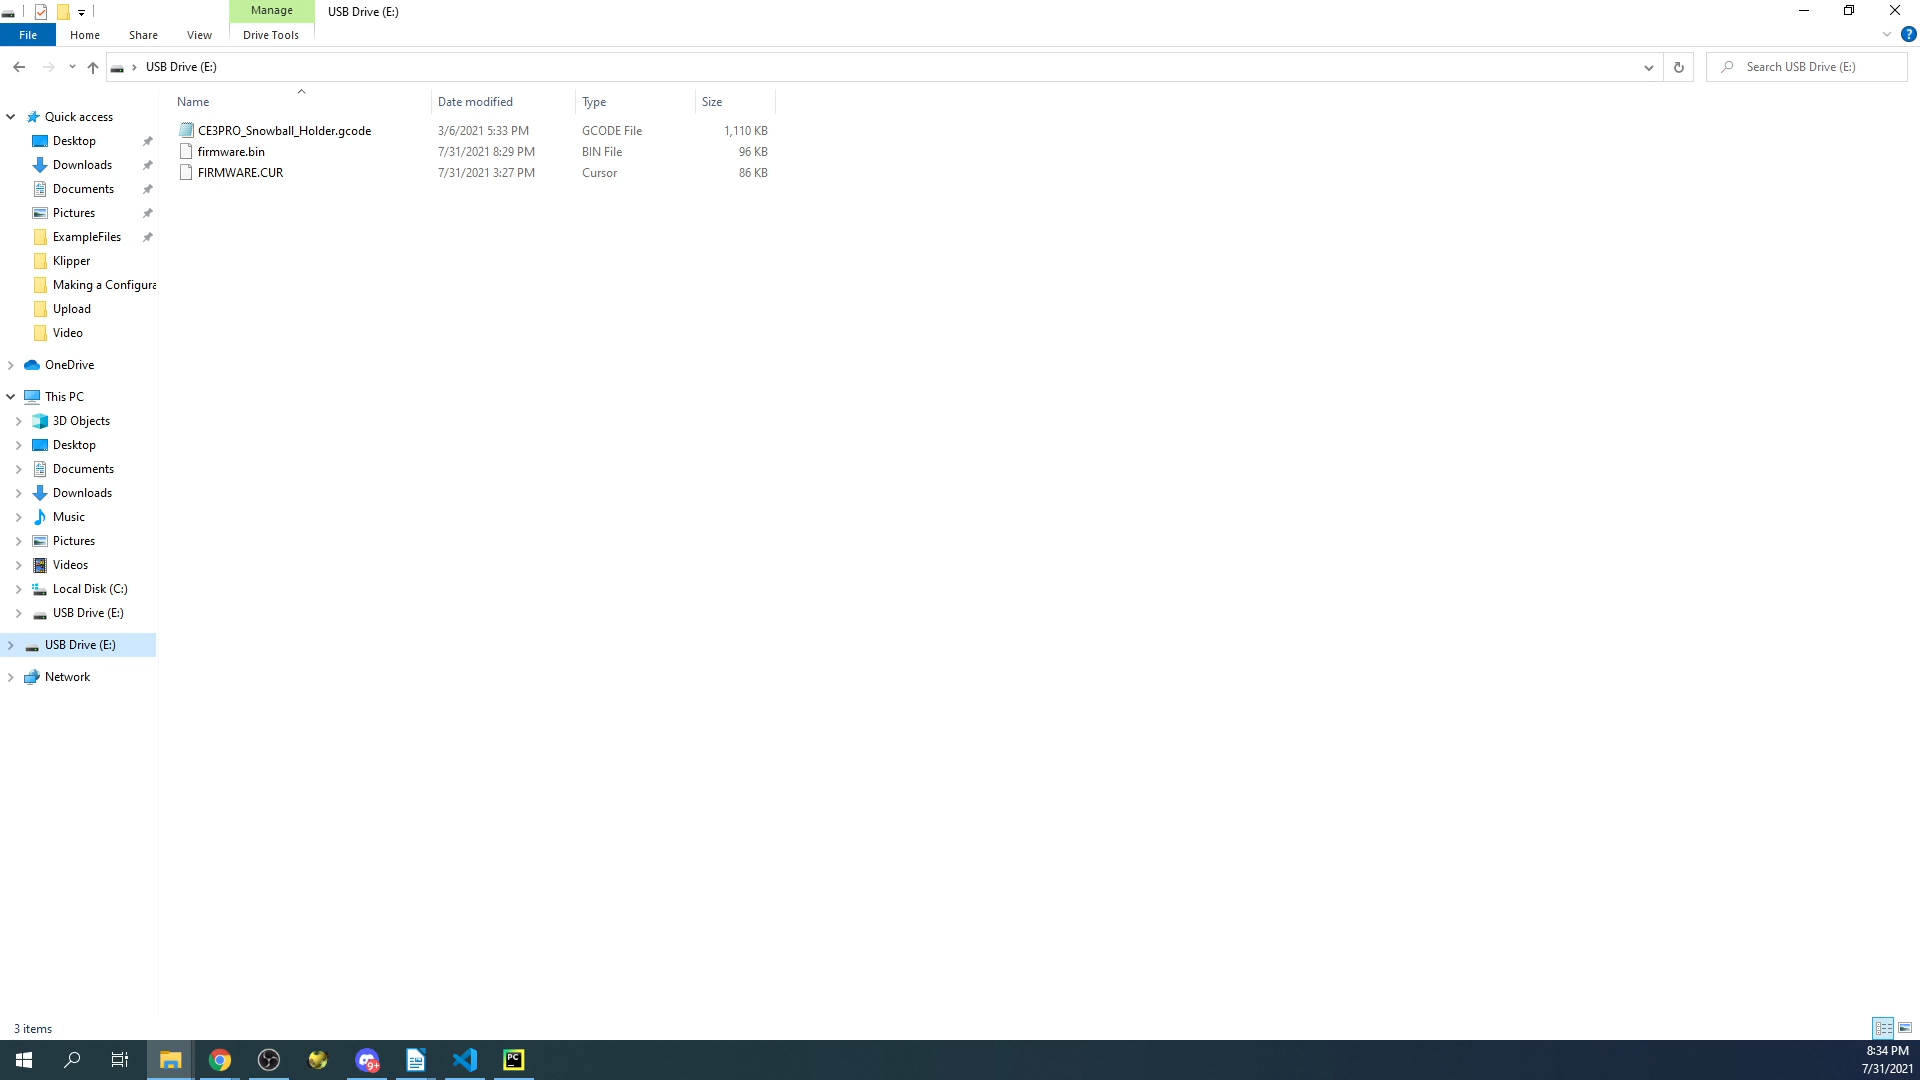 Manage
USB Drive (E:)
File
Home
Share
View
Drive Tools
?
USB Drive (E:)
Search USB Drive (E:)
Name
Date modified
Type
Size
CE3PRO_Snowball_Holder.gcode
3/6/2021 5:33 PM
GCODE File
1,110 KB
firmware.bin
7/31/2021 8:29 PM
BIN File
96 KB
FIRMWARE.CUR
7/31/2021 3:27 PM
Cursor
86 KB
Quick access
Desktop
Downloads
Documents
Pictures
ExampleFiles
Klipper
Making a Configura
Upload
Video
OneDrive
This PC
3D Objects
Desktop
Documents
Downloads
Music
Pictures
Videos
Local Disk (C:)
USB Drive (E:)
USB Drive (E:)
Network
3 items
9+
PC
8:34 PM
7/31/2021